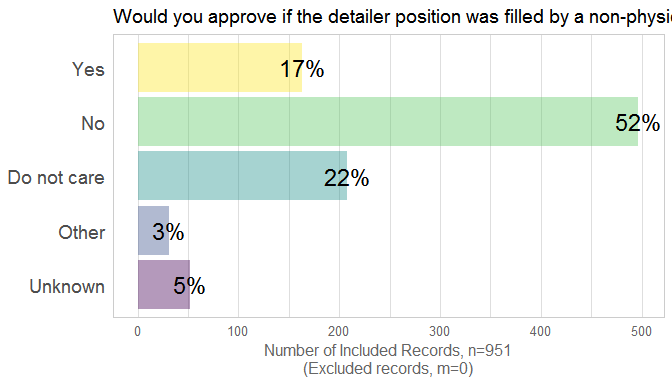 Would you approve if the detailer position was filled by a non-physi
Yes
17%
No
52%
Do not care
22%
Other
3%
Unknown
5%
0 100 200 300 400 500
Number of Included Records, n=951
(Excluded records, m=0)